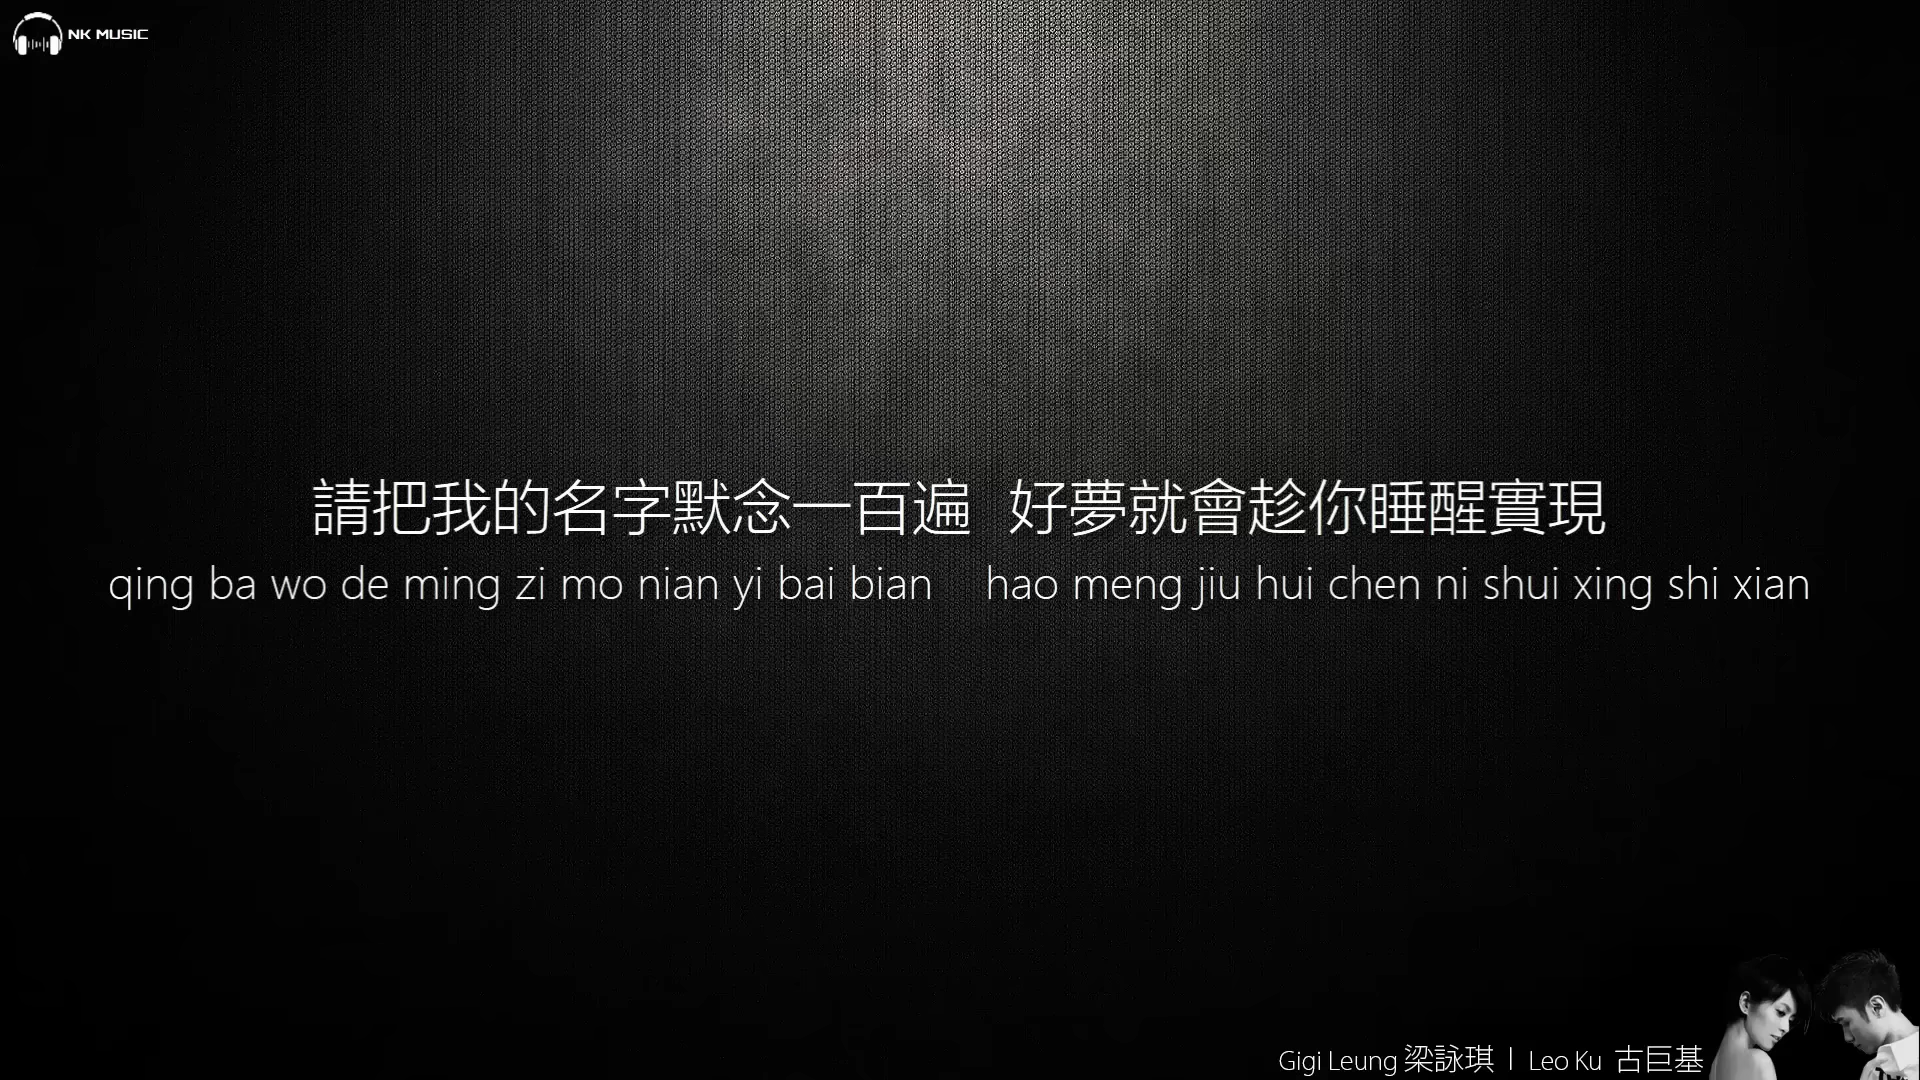 NK MUSIC
請把我的名字默念一百遍 好夢就會趁你睡醒實現
qing ba wo de ming zi mo nian yi bai bian hao meng jiu hui chen ni shui xing shi xian
Gigi Leung 梁詠琪 | Leo Ku 古巨基